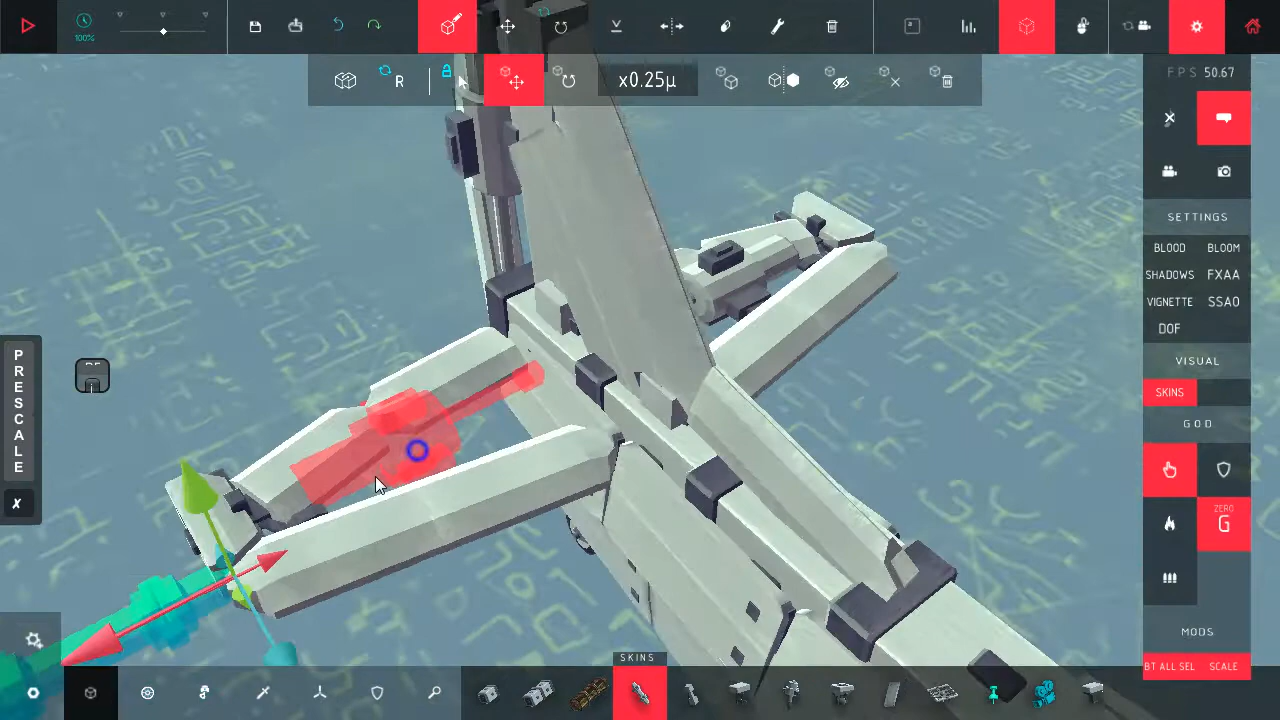 100%
R
x0.25µ
FPS 50.67
SETTINGS
BLOOD BLOOM
SHADOWS FXAA
VIGNETTE SSAO
DOF
VISUAL
SKINS
GOD
ZERO
G
MODS
BT ALL SEL SCALE
PRESCALE
✗
SKINS